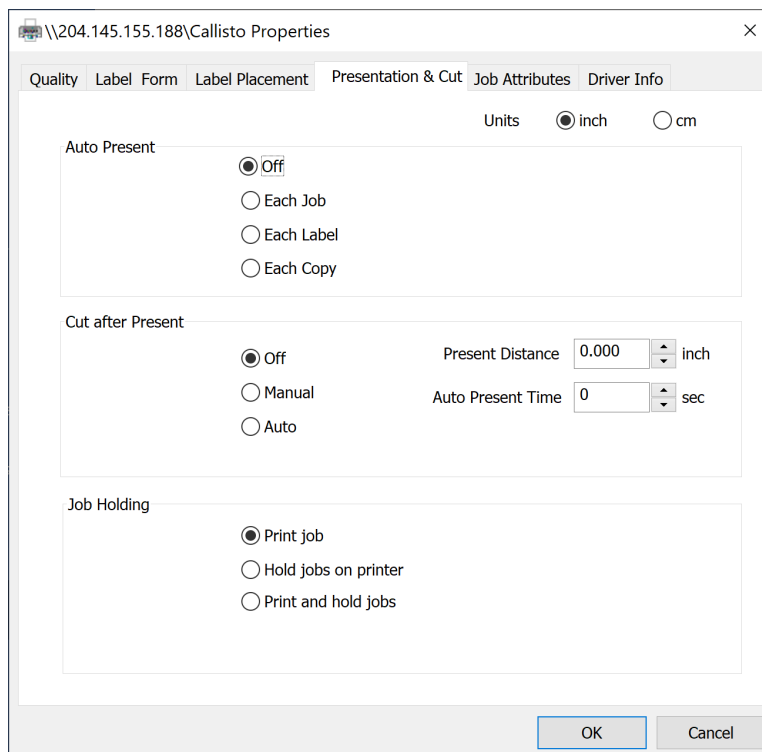 \\204.145.155.188\Callisto Properties
Quality Label Form Label Placement Presentation & Cut Job Attributes Driver Info
Units inch cm
Auto Present
Off
Each Job
Each Label
Each Copy
Cut after Present
Off Present Distance 0.000 inch
Manual Auto Present Time 0 sec
Auto
Job Holding
Print job
Hold jobs on printer
Print and hold jobs
OK Cancel